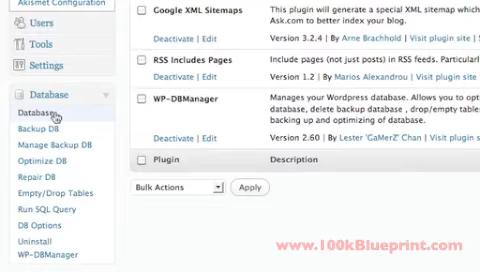 Akismet Configuration
Users
Tools
Settings
Database
Database
Backup DB
Manage Backup DB
Optimize DB
Repair DB
Empty/Drop Tables
Run SQL Query
DB Options
Uninstall
WP-DBManager
Google XML Sitemaps
This plugin will generate a special XML sitemap which
Ask.com to better index your blog.
Deactivate | Edit
Version 3.2.4 | By Arne Brachhold | Visit plugin site
RSS Includes Pages
Include pages (not just posts) in RSS feeds. Particular
Deactivate | Edit
Version 1.2 | By Marios Alexandrou | Visit plugin site
WP-DBManager
Manages your Wordpress database. Allows you to opt
database, delete backup database , drop/empty table
backing up and optimizing of database.
Deactivate | Edit
Version 2.60 | By Lester 'GaMerZ' Chan | Visit plugin s
Plugin
Description
Bulk Actions
Apply
www.100kBlueprint.com